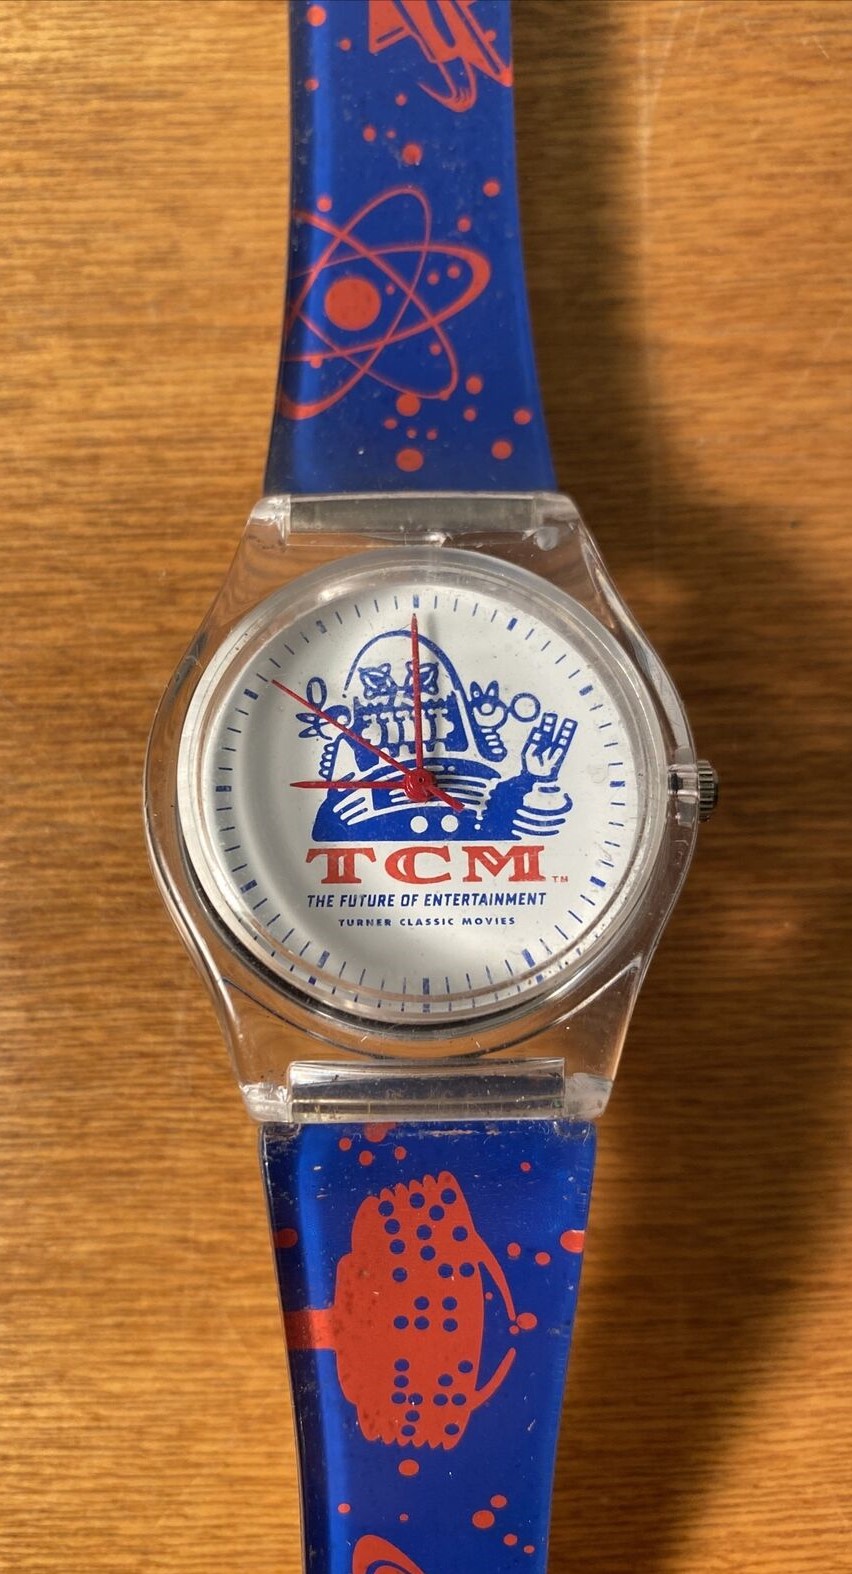 TCM™
THE FUTURE OF ENTERTAINMENT
TURNER CLASSIC MOVIES